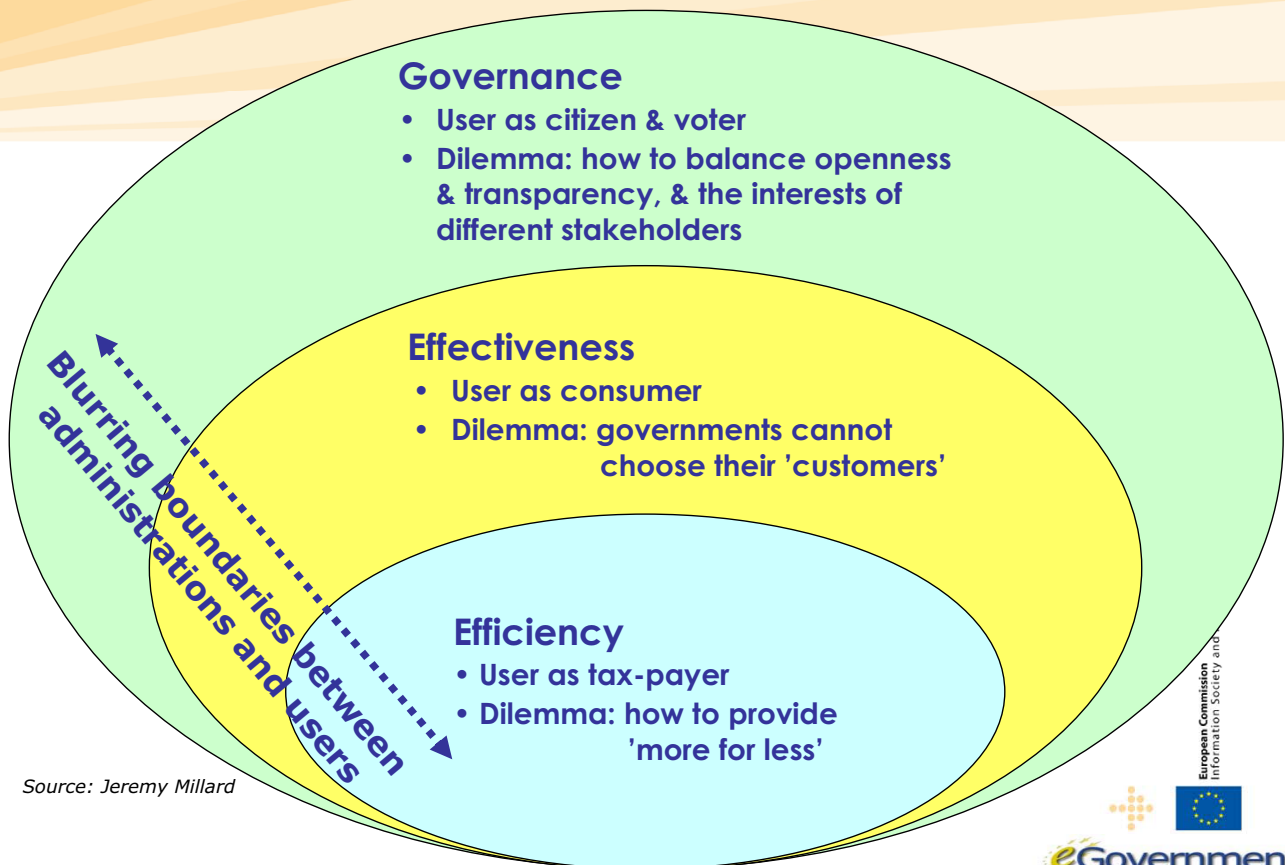 Governance
• User as citizen & voter
• Dilemma: how to balance openness
& transparency, & the interests of
different stakeholders
Effectiveness
• User as consumer
• Dilemma: governments cannot
choose their ’customers’
Blurring boundaries between
administrations and users
Efficiency
• User as tax-payer
• Dilemma: how to provide
’more for less’
Source: Jeremy Millard
European Commission
Information Society and
eGovernment